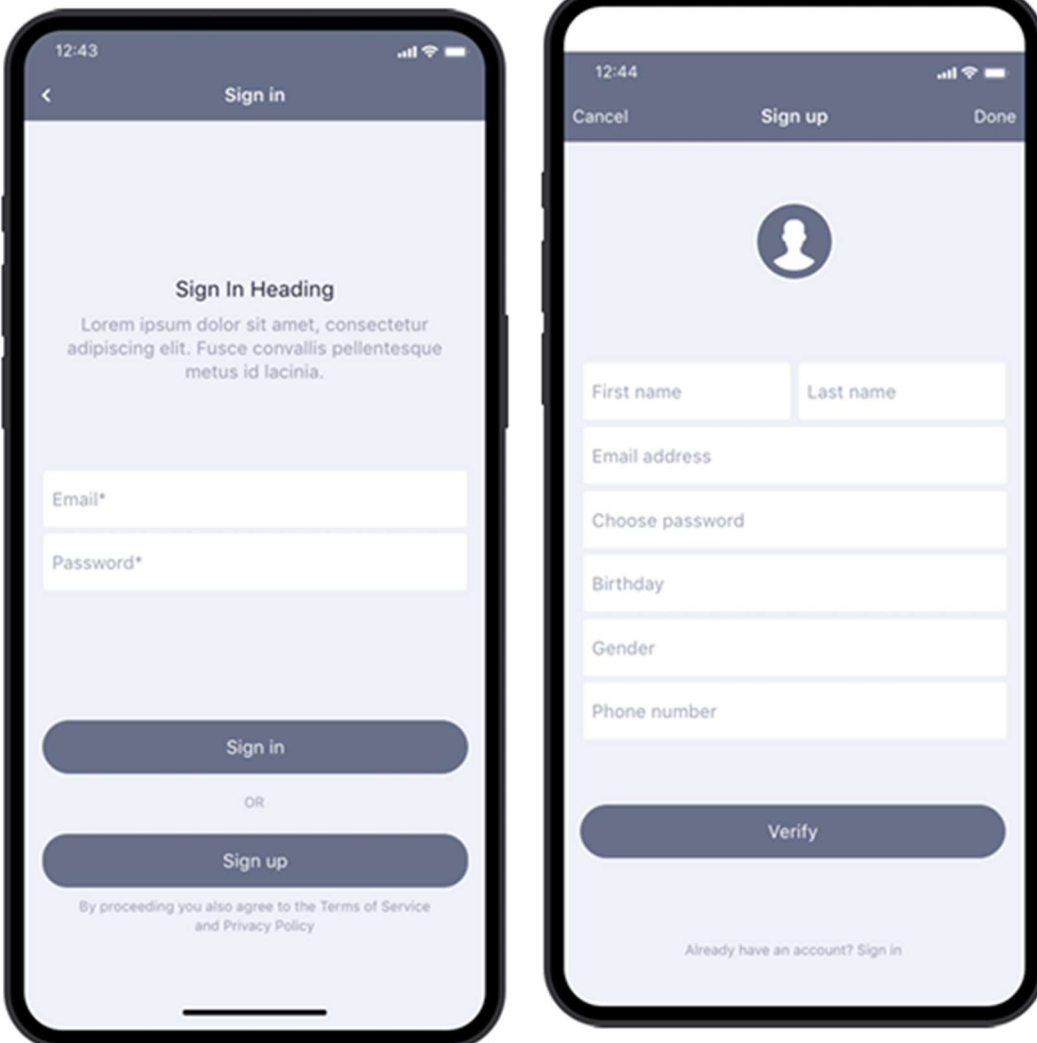 12:43
Sign in
Sign In Heading
Lorem ipsum dolor sit amet, consectetur
adipiscing elit. Fusce convallis pellentesque
metus id lacinia.
Email*
Password*
Sign in
OR
Sign up
By proceeding you also agree to the Terms of Service
and Privacy Policy
12:44
Cancel Sign up Done
First name Last name
Email address
Choose password
Birthday
Gender
Phone number
Verify
Already have an account? Sign in